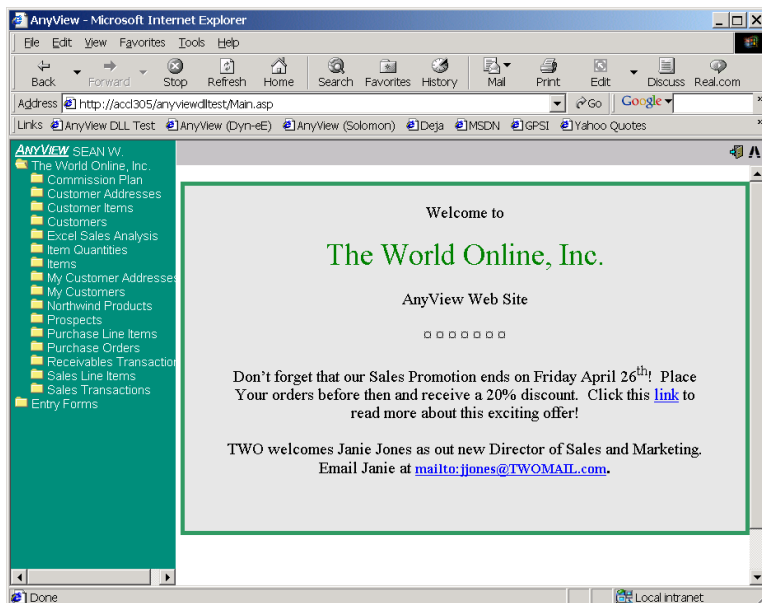 AnyView - Microsoft Internet Explorer
File Edit View Favorites Tools Help
Back Forward Stop Refresh Home Search Favorites History Mail Print Edit Discuss Real.com
Address http://accl305/anyviewdlltest/Main.asp Go Google
Links AnyView DLL Test AnyView (Dyn-eE) AnyView (Solomon) Deja MSDN GPSI Yahoo Quotes
ANYVIEW SEAN W.
The World Online, Inc.
Commission Plan
Customer Addresses
Customer Items
Customers
Excel Sales Analysis
Item Quantities
Items
My Customer Addresses
My Customers
Northwind Products
Prospects
Purchase Line Items
Purchase Orders
Receivables Transaction
Sales Line Items
Sales Transactions
Entry Forms
Welcome to
The World Online, Inc.
AnyView Web Site
Don't forget that our Sales Promotion ends on Friday April 26th! Place
Your orders before then and receive a 20% discount. Click this link to
read more about this exciting offer!
TWO welcomes Janie Jones as out new Director of Sales and Marketing.
Email Janie at mailto:jjones@TWOMAIL.com.
Done Local intranet